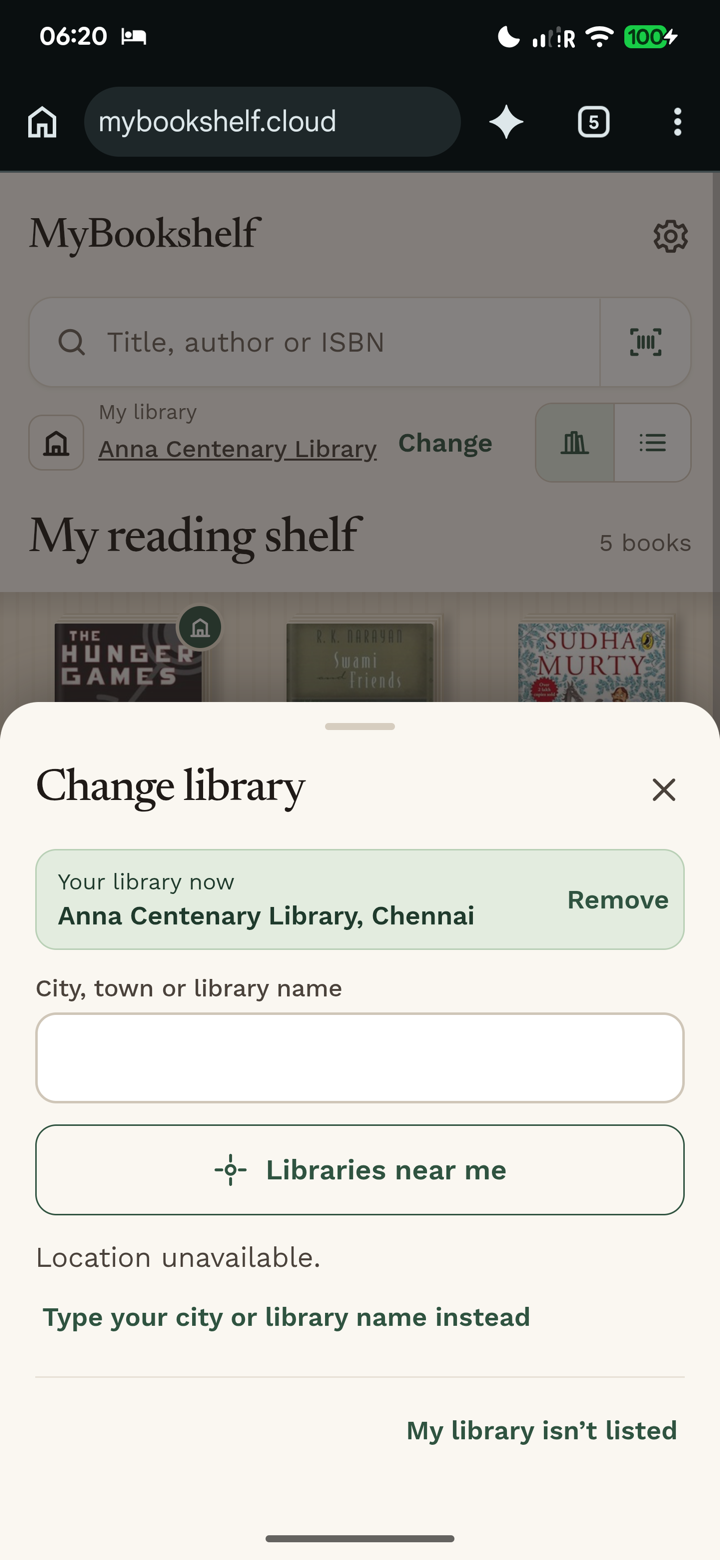 06:20
R
100
mybookshelf.cloud
5
MyBookshelf
Title, author or ISBN
My library
Anna Centenary Library
Change
My reading shelf
5 books
THE
HUNGER
GAMES
R. K. NARAYAN
Swami
and
Friends
SUDHA
MURTY
Change library
Your library now
Anna Centenary Library, Chennai
Remove
City, town or library name
Libraries near me
Location unavailable.
Type your city or library name instead
My library isn’t listed